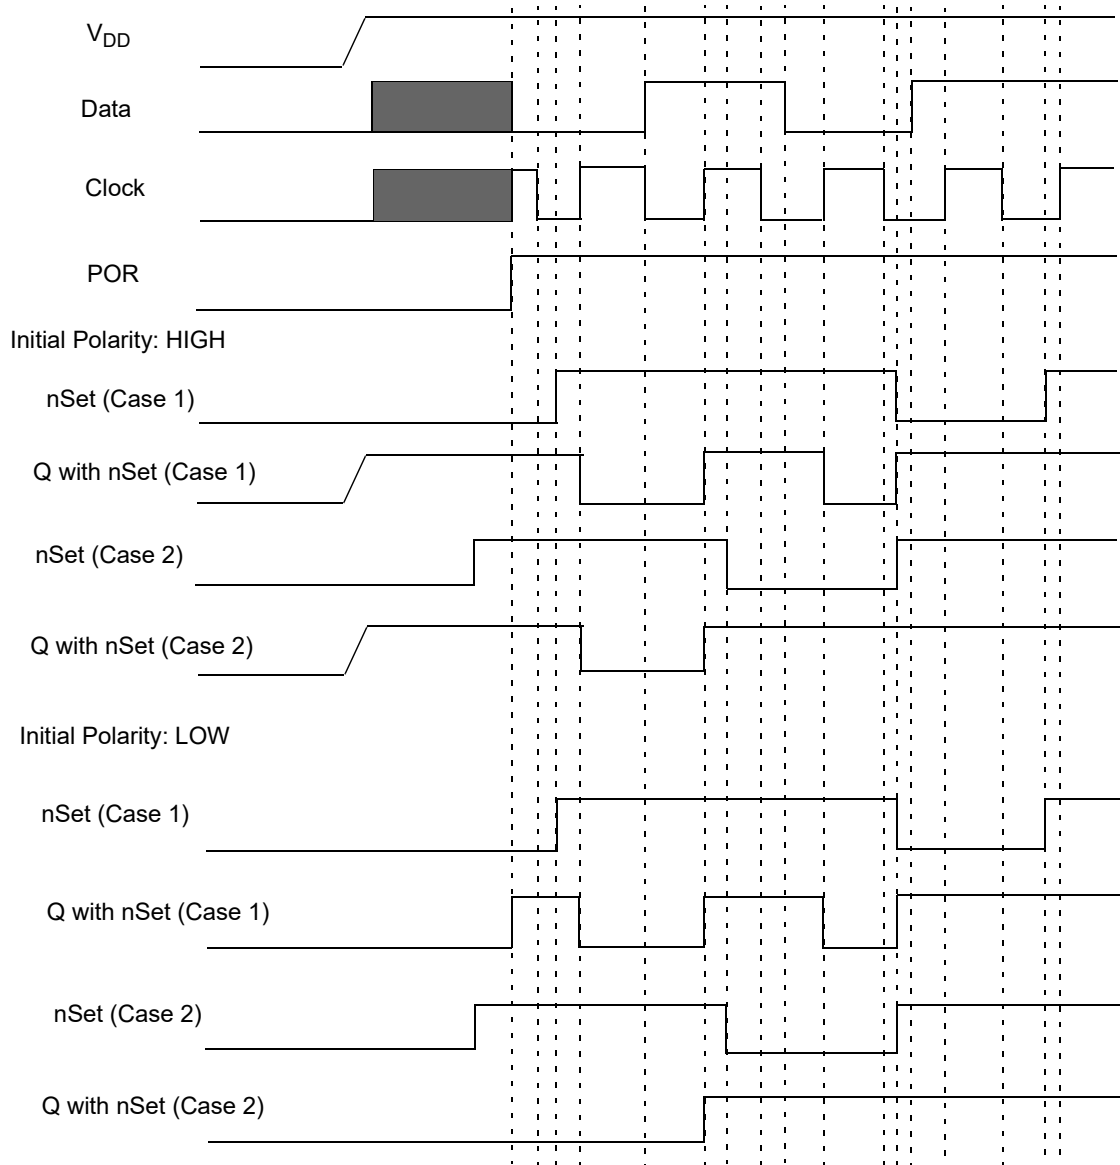 VDD
Data
Clock
POR
Initial Polarity: HIGH
nSet (Case 1)
Q with nSet (Case 1)
nSet (Case 2)
Q with nSet (Case 2)
Initial Polarity: LOW
nSet (Case 1)
Q with nSet (Case 1)
nSet (Case 2)
Q with nSet (Case 2)